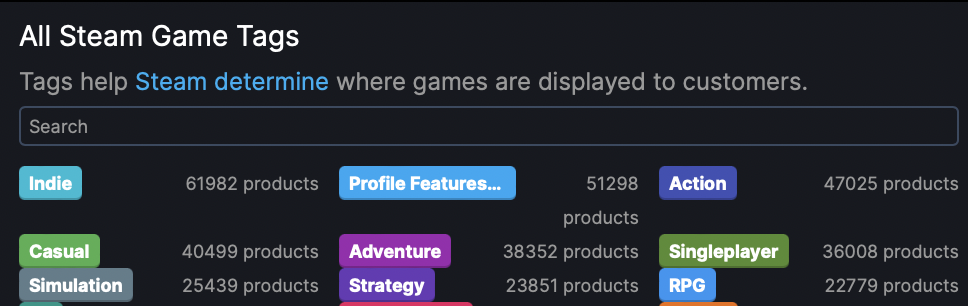 All Steam Game Tags
Tags help Steam determine where games are displayed to customers.
Search
Indie 61982 products Profile Features... 51298 products Action 47025 products
Casual 40499 products Adventure 38352 products Singleplayer 36008 products
Simulation 25439 products Strategy 23851 products RPG 22779 products